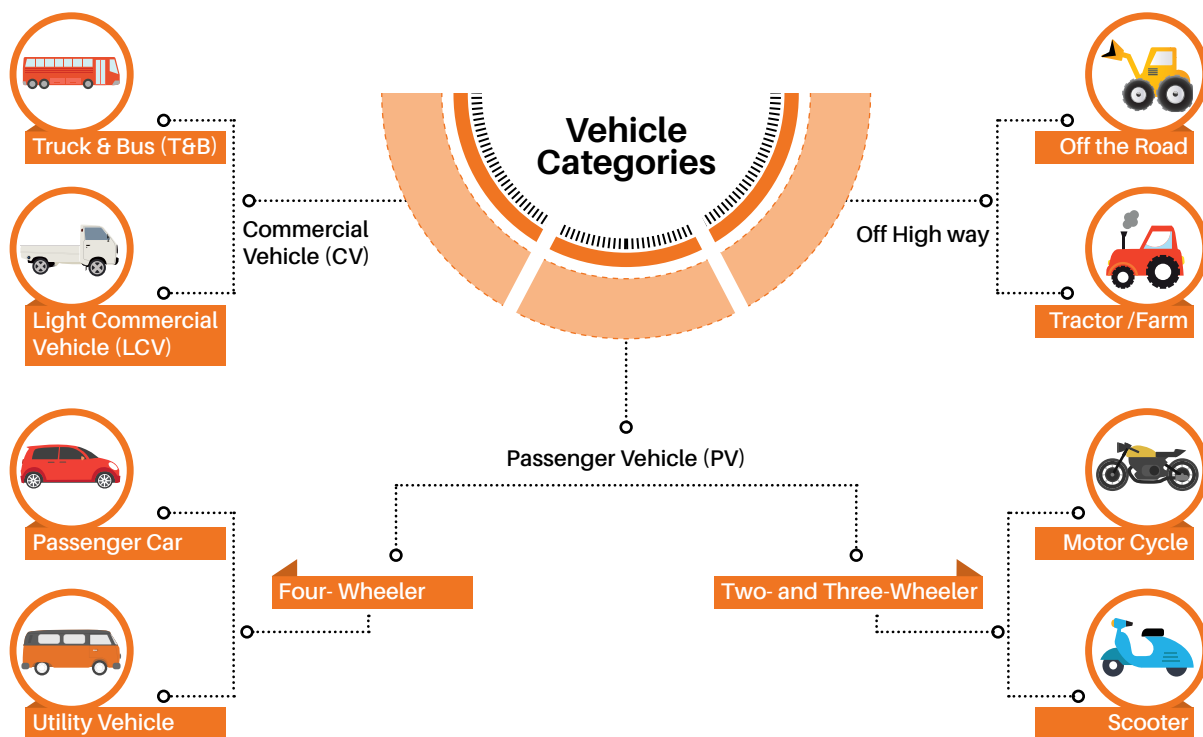 Vehicle
Categories
Truck & Bus (T&B)
Light Commercial
Vehicle (LCV)
Commercial
Vehicle (CV)
Off High way
Off the Road
Tractor /Farm
Passenger Vehicle (PV)
Four- Wheeler
Passenger Car
Utility Vehicle
Two- and Three-Wheeler
Motor Cycle
Scooter